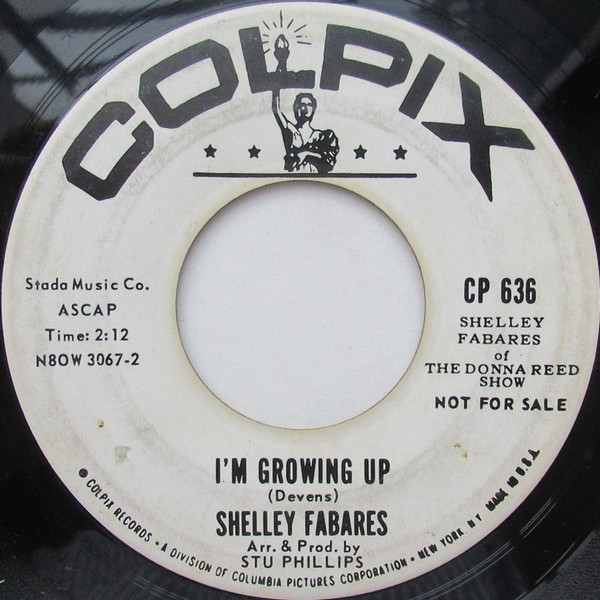 COLPIX
Stada Music Co.
ASCAP
Time: 2:12
N8OW 3067-2
CP 636
SHELLEY
FABARES
of
THE DONNA REED
SHOW
NOT FOR SALE
I'M GROWING UP
(Devens)
SHELLEY FABARES
Arr. & Prod. by
STU PHILLIPS
• COLPIX RECORDS • A DIVISION OF COLUMBIA PICTURES CORPORATION • NEW YORK, N.Y. MADE IN U.S.A.